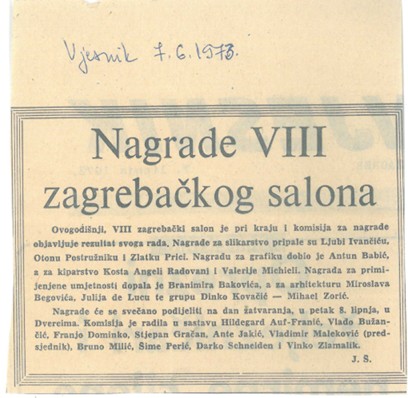 Vjesnik 7.6.1973.
Nagrade VIII
zagrebačkog salona
Ovogodišnji, VIII zagrebački salon je pri kraju i komisija za nagrade
objavljuje rezultat svoga rada. Nagrade za slikarstvo pripale su Ljubi Ivančiću,
Otonu Postružniku i Zlatku Prici. Nagradu za grafiku dobio je Antun Babić,
a za kiparstvo Kosta Angeli Radovani i Valerije Michieli. Nagrada za primi-
jenjene umjetnosti dopala je Branimira Bakovića, a za arhitekturu Miroslava
Begovića, Julija de Lucu te grupu Dinko Kovačić — Mihael Zorić.
Nagrade će se svečano podijeliti na dan zatvaranja, u petak 8. lipnja, u
Dvercima. Komisija je radila u sastavu Hildegard Auf-Franić, Vlado Bužan-
čić, Franjo Dominko, Stjepan Gračan, Ante Jakić, Vladimir Maleković (pred-
sjednik), Bruno Milić, Šime Perić, Darko Schneider i Vinko Zlamalik.
J. Š.